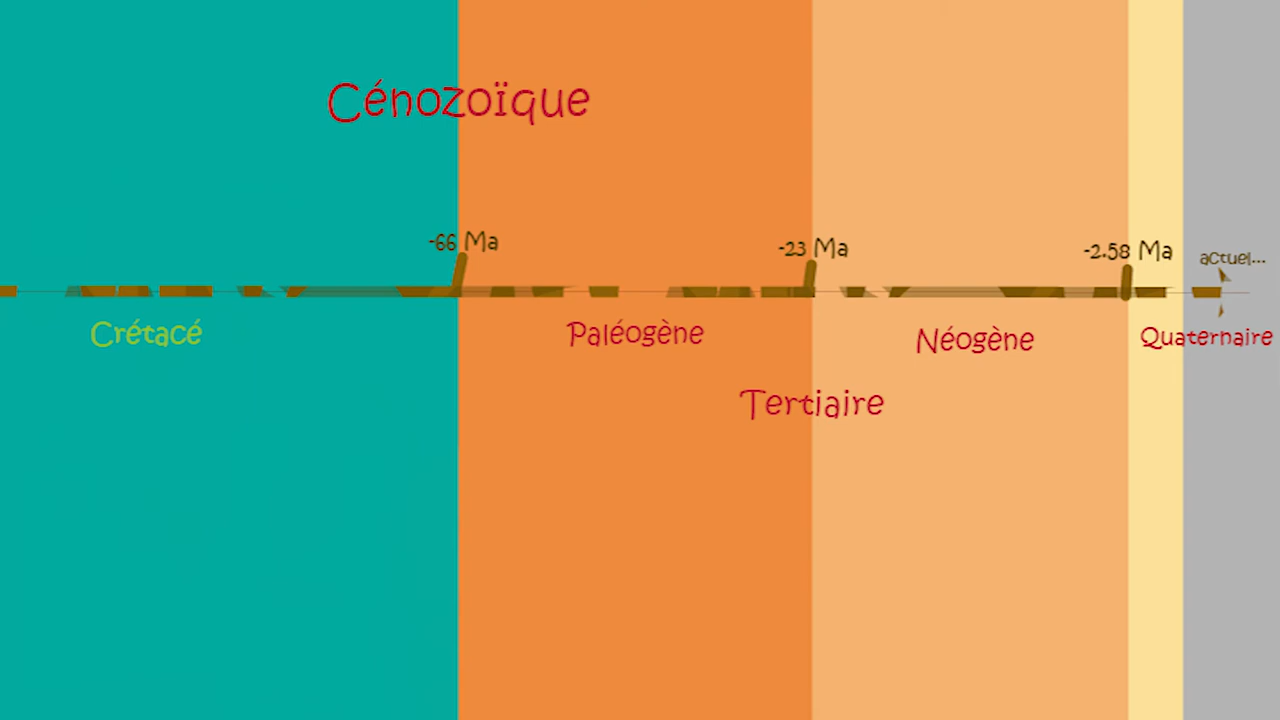 Cénozoïque
-66 Ma
-23 Ma
-2.58 Ma
actuel...
Crétacé
Paléogène
Néogène
Quaternaire
Tertiaire